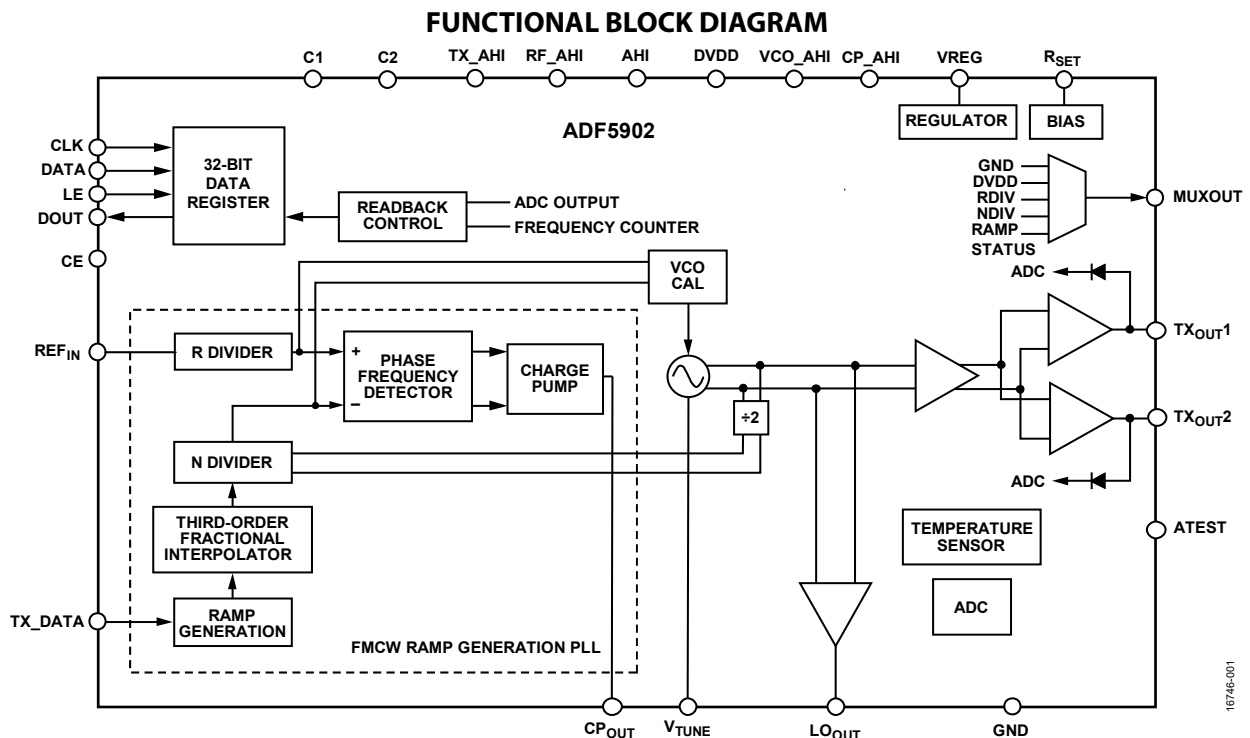 FUNCTIONAL BLOCK DIAGRAM
C1
C2
TX_AHI
RF_AHI
AHI
DVDD
VCO_AHI
CP_AHI
VREG
RSET
ADF5902
REGULATOR
BIAS
CLK
DATA
LE
DOUT
CE
32-BIT
DATA
REGISTER
READBACK
CONTROL
ADC OUTPUT
FREQUENCY COUNTER
GND
DVDD
RDIV
NDIV
RAMP
STATUS
MUXOUT
VCO
CAL
ADC
TXOUT1
REFIN
R DIVIDER
+
–
PHASE
FREQUENCY
DETECTOR
CHARGE
PUMP
÷2
TXOUT2
N DIVIDER
ADC
THIRD-ORDER
FRACTIONAL
INTERPOLATOR
TEMPERATURE
SENSOR
ATEST
TX_DATA
RAMP
GENERATION
ADC
FMCW RAMP GENERATION PLL
CPOUT
VTUNE
LOOUT
GND
16746-001